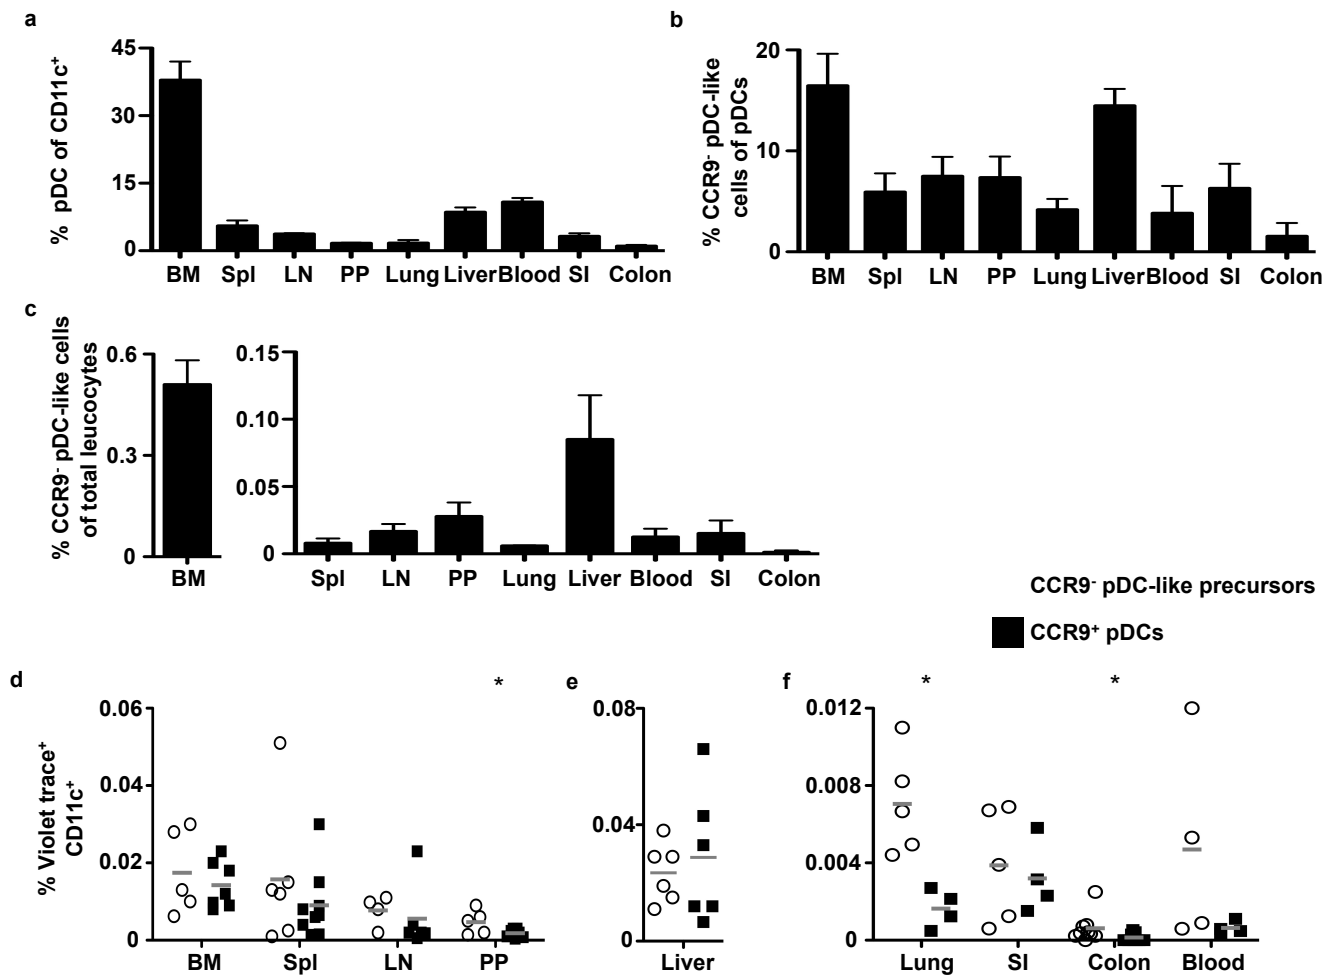 a
% pDC of CD11c⁺
45
30
15
0
BM Spl LN PP Lung Liver Blood SI Colon
b
% CCR9⁻ pDC-like
cells of pDCs
20
10
0
BM Spl LN PP Lung Liver Blood SI Colon
c
% CCR9⁻ pDC-like cells
of total leucocytes
0.6
0.3
0
BM
0.15
0.10
0.05
0
Spl LN PP Lung Liver Blood SI Colon
CCR9⁻ pDC-like precursors
CCR9⁺ pDCs
d
% Violet trace⁺
CD11c⁺
0.06
0.04
0.02
0
*
BM Spl LN PP
e
0.08
0.04
0
Liver
f
0.012
0.008
0.004
0
* *
Lung SI Colon Blood